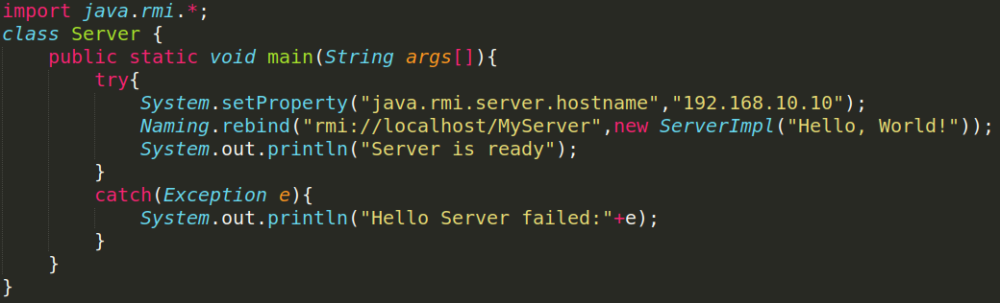 import java.rmi.*;
class Server {
    public static void main(String args[]){
        try{
            System.setProperty("java.rmi.server.hostname","192.168.10.10");
            Naming.rebind("rmi://localhost/MyServer",new ServerImpl("Hello, World!"));
            System.out.println("Server is ready");
        }
        catch(Exception e){
            System.out.println("Hello Server failed:"+e);
        }
    }
}